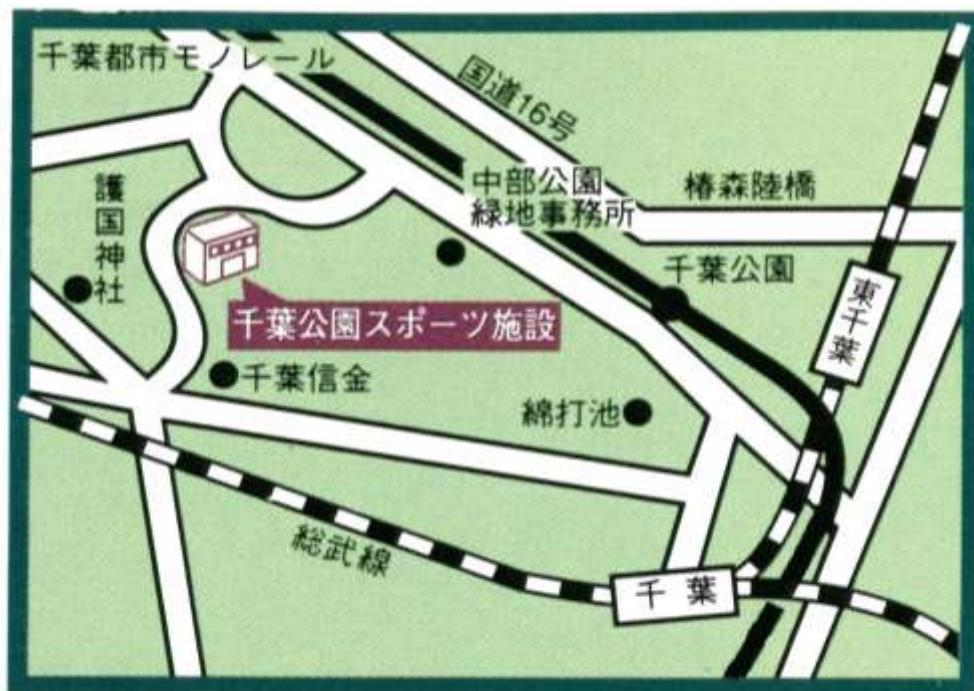 千葉都市モノレール
国道16号
中部公園
緑地事務所
椿森陸橋
護国神社
千葉公園
東千葉
千葉公園スポーツ施設
千葉信金
綿打池
総武線
千葉